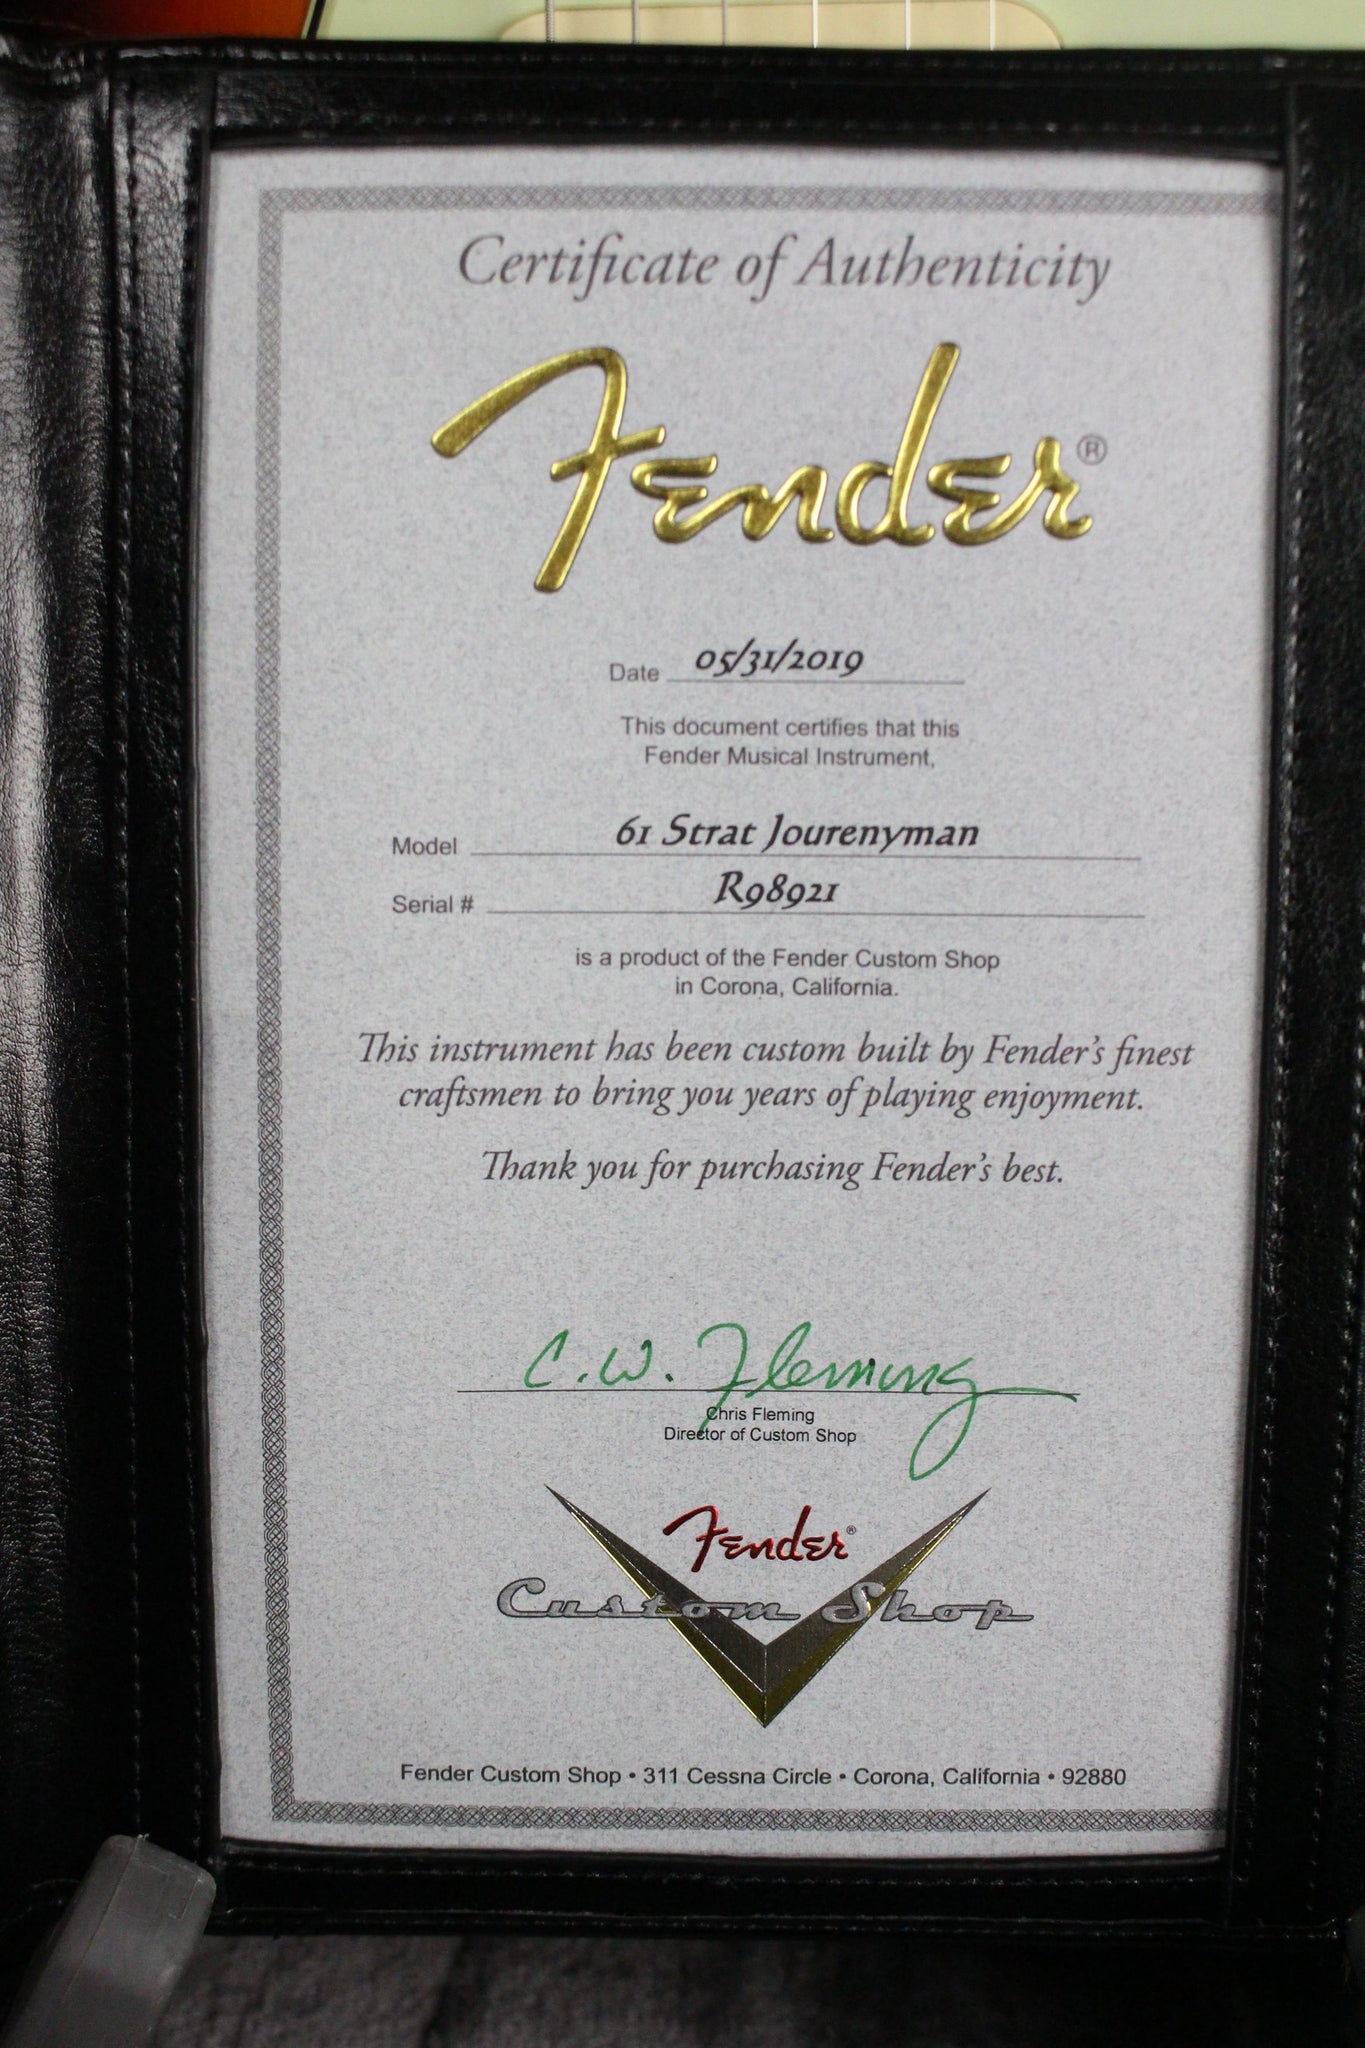 Certificate of Authenticity
Fender®
Date 05/31/2019
This document certifies that this
Fender Musical Instrument,
Model 61 Strat Jourenyman
Serial # R98921
is a product of the Fender Custom Shop
in Corona, California.
This instrument has been custom built by Fender's finest
craftsmen to bring you years of playing enjoyment.
Thank you for purchasing Fender's best.
C. W. Fleming
Chris Fleming
Director of Custom Shop
Fender®
Custom Shop
Fender Custom Shop • 311 Cessna Circle • Corona, California • 92880